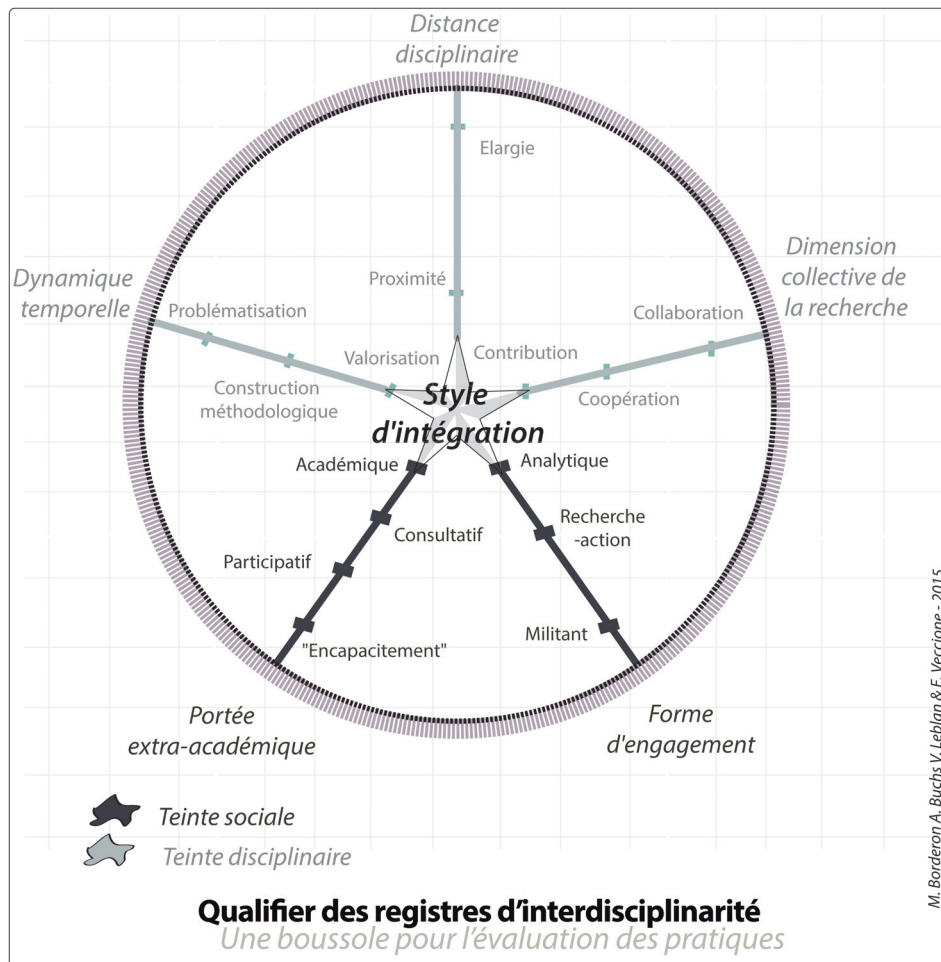 Distance
disciplinaire
Elargie
Proximité
Dynamique
temporelle
Problématisation
Construction
méthodologique
Valorisation
Dimension
collective de
la recherche
Collaboration
Coopération
Contribution
Style
d'intégration
Académique
Consultatif
Participatif
"Encapacitement"
Analytique
Recherche
-action
Militant
Portée
extra-académique
Forme
d'engagement
Teinte sociale
Teinte disciplinaire
M. Borderon A. Buchs V. Leblan & E. Veccione - 2015
Qualifier des registres d’interdisciplinarité
Une boussole pour l’évaluation des pratiques